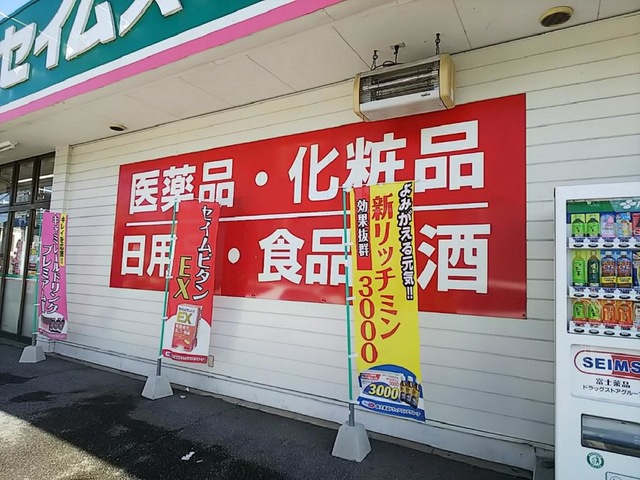 セイムス
医薬品・化粧品
日用・食品 酒
セイムビタン
EX
EX
よみがえる元気!!
効果抜群
新リッチミン
3000
3000
SEIMS
富士薬品
ドラッグストアグループ